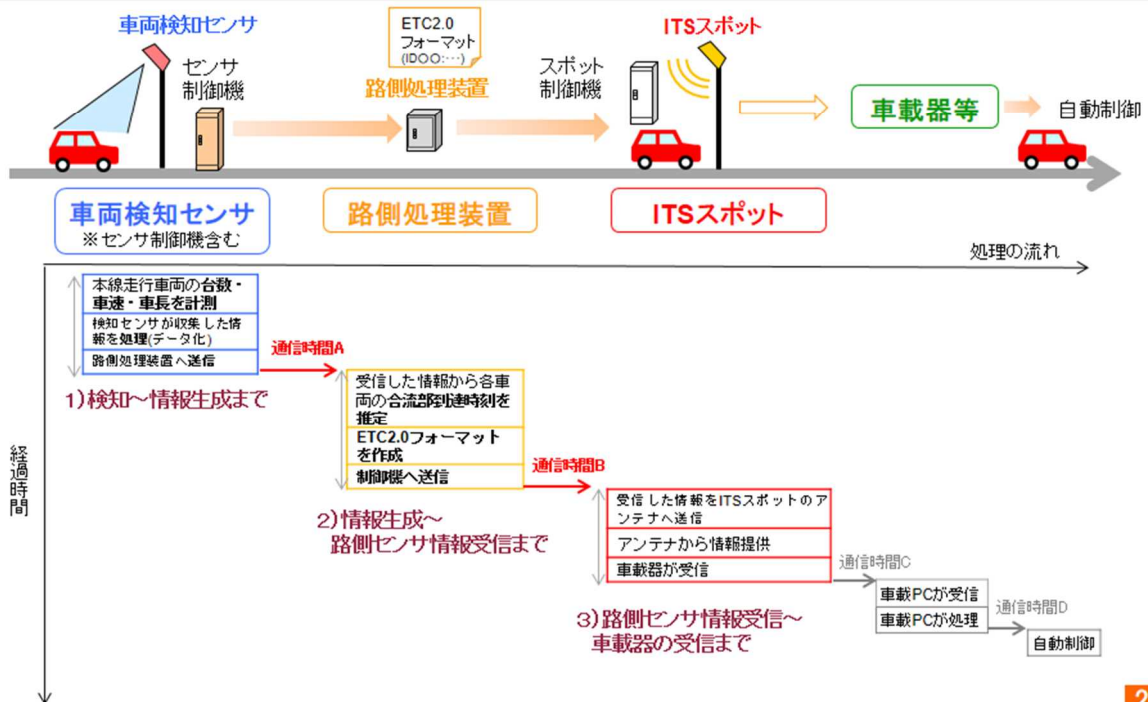 車両検知センサ
センサ
制御機
ETC2.0
フォーマット
(IDOO:…)
路側処理装置
スポット
制御機
ITSスポット
車載器等
自動制御
車両検知センサ
※センサ制御機含む
路側処理装置
ITSスポット
処理の流れ
経過時間
本線走行車両の台数・
車速・車長を計測
検知センサが収集した情
報を処理(データ化)
路側処理装置へ送信
通信時間A
1)検知～情報生成まで
受信した情報から各車
両の合流部到達時刻を
推定
ETC2.0フォーマット
を作成
制御機へ送信
通信時間B
2)情報生成～
路側センサ情報受信まで
受信した情報をITSスポットのア
ンテナへ送信
アンテナから情報提供
車載器が受信
通信時間C
3)路側センサ情報受信～
車載器の受信まで
車載PCが受信
車載PCが処理
通信時間D
自動制御
2